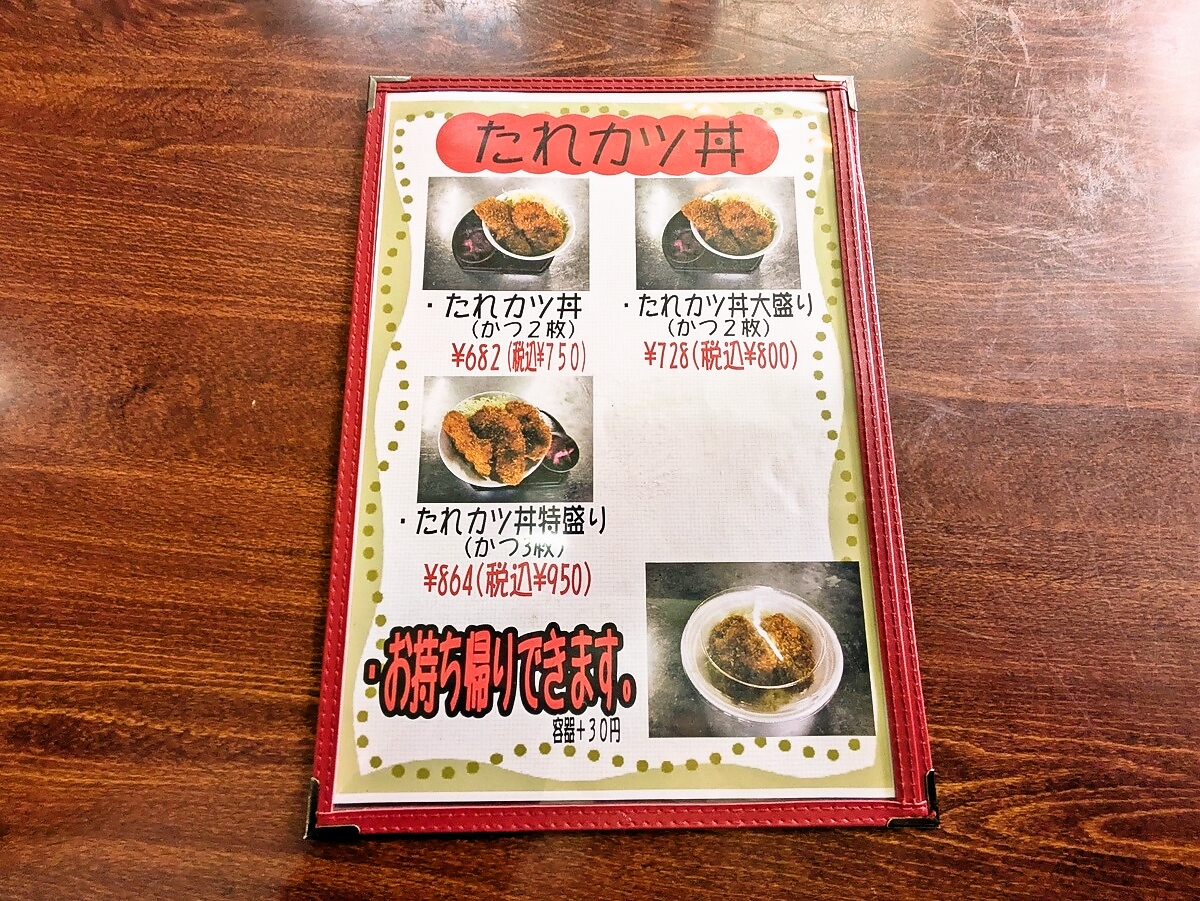 たれカツ丼
・たれカツ丼
(かつ２枚)
¥682(税込¥750)
・たれカツ丼大盛り
(かつ２枚)
¥728(税込¥800)
・たれカツ丼特盛り
(かつ3枚)
¥864(税込¥950)
・お持ち帰りできます。
容器+３０円